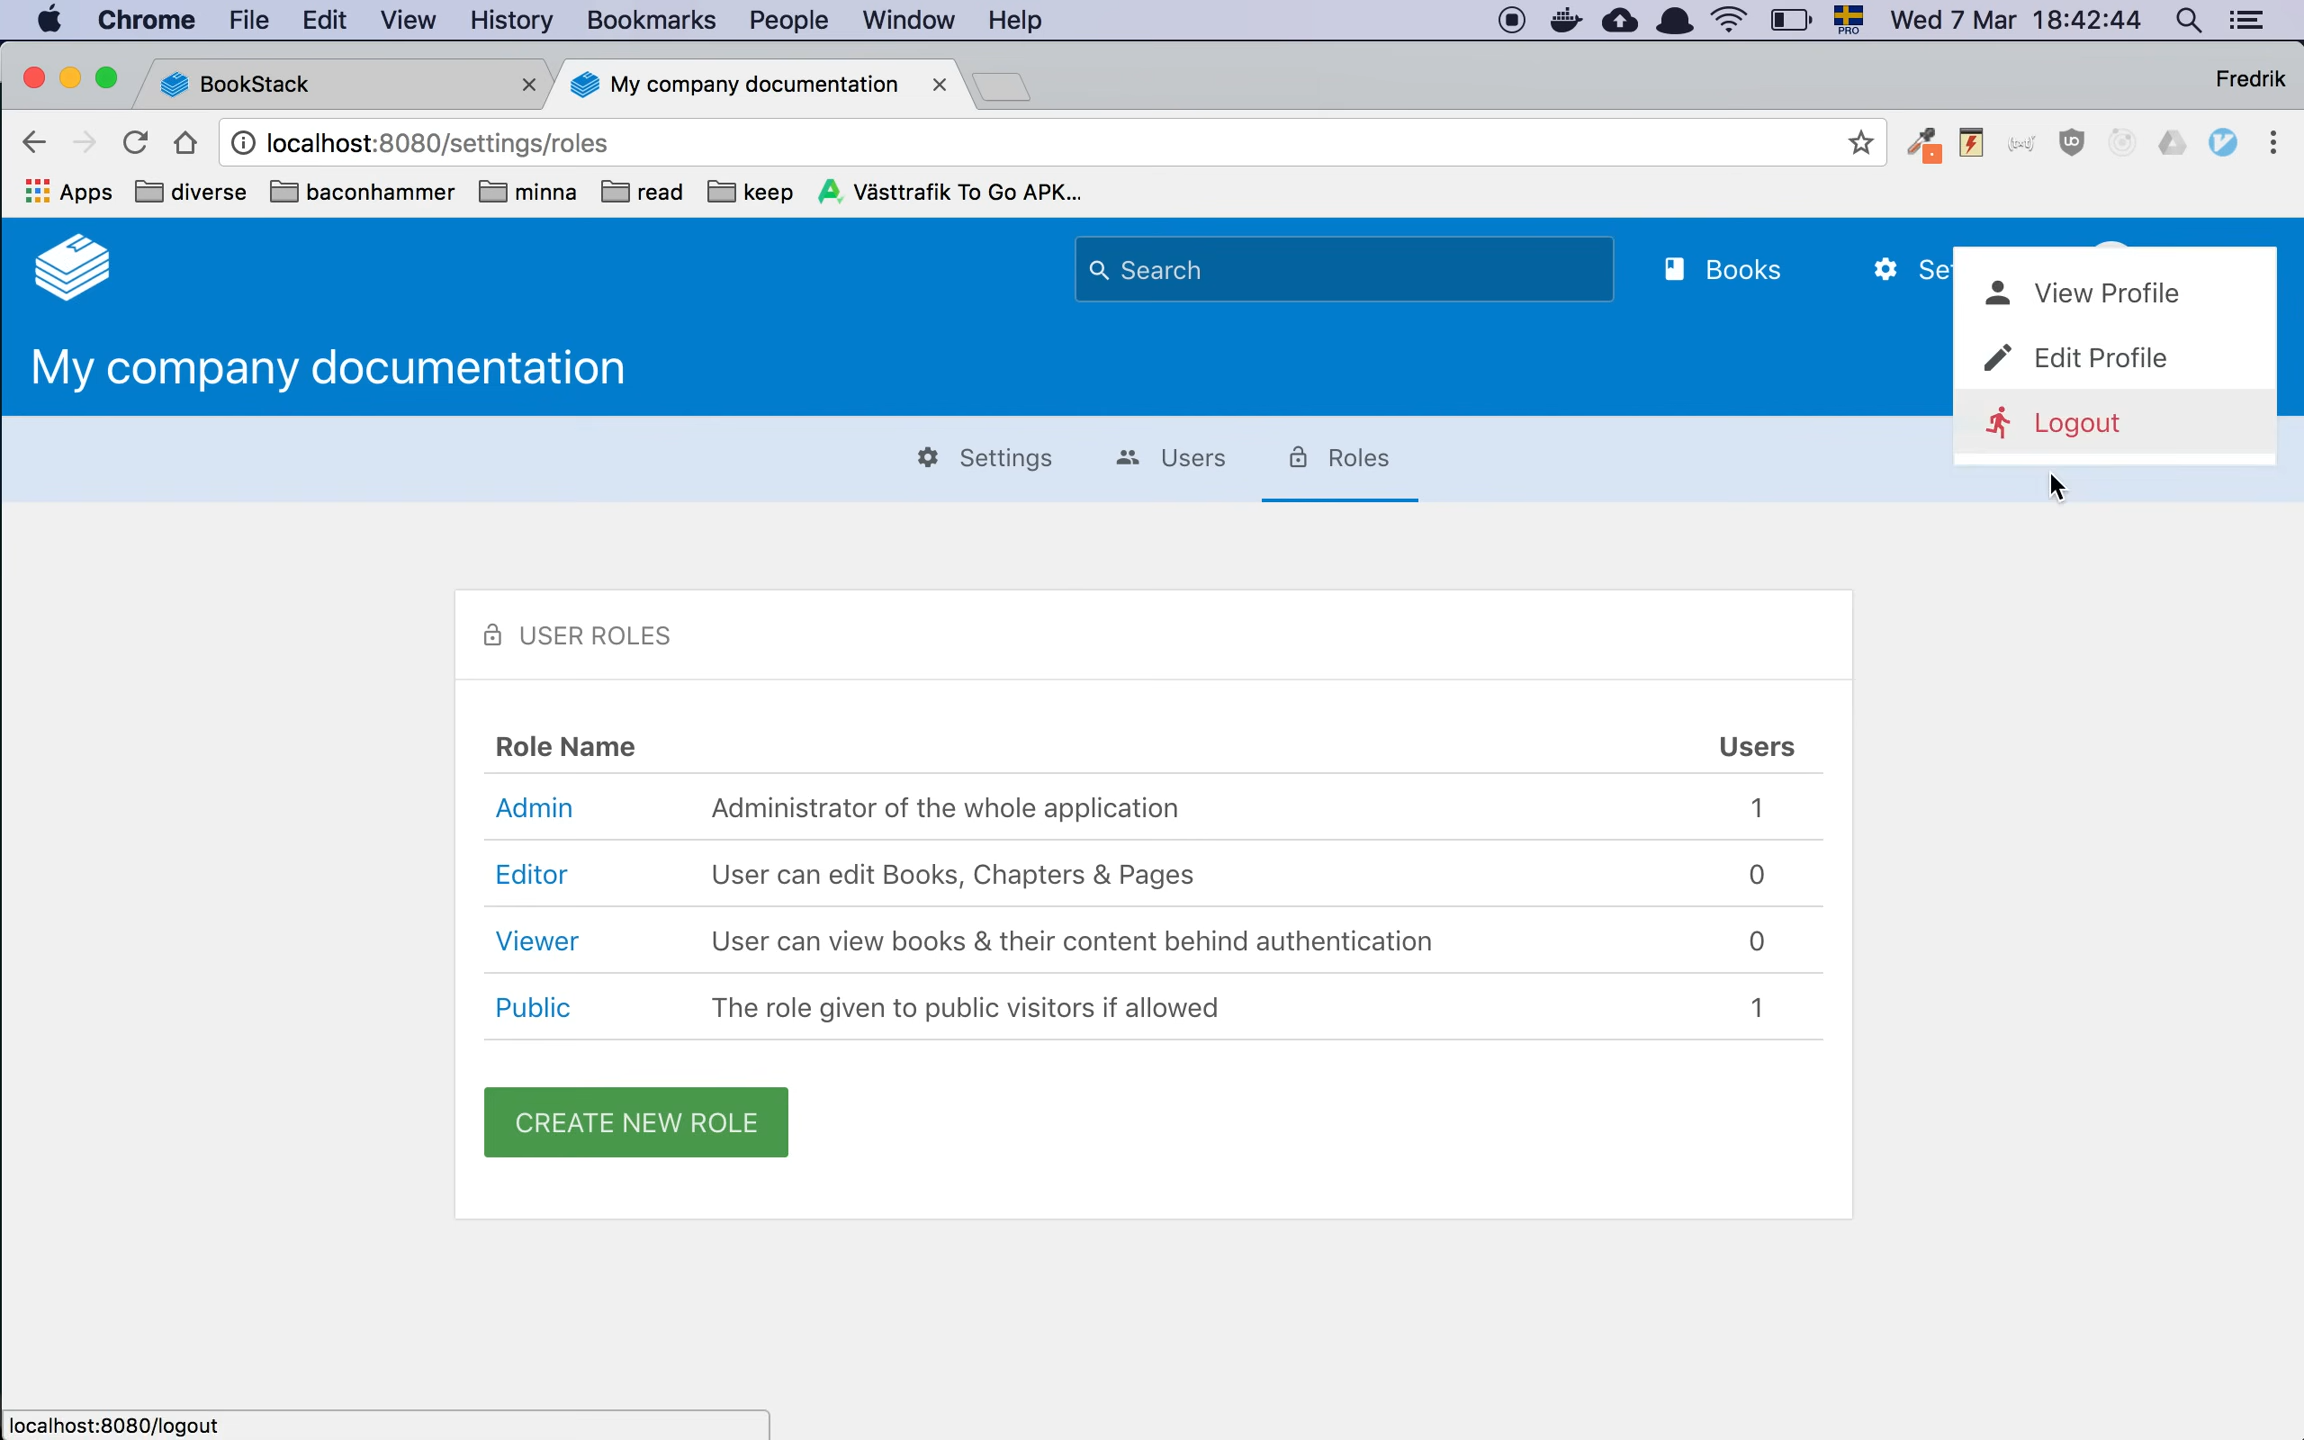 Chrome File Edit View History Bookmarks People Window Help PRO Wed 7 Mar 18:42:44
BookStack My company documentation Fredrik
localhost:8080/settings/roles
Apps diverse baconhammer minna read keep Västtrafik To Go APK...
Search Books Set
View Profile
Edit Profile
Logout
My company documentation
Settings Users Roles
USER ROLES
Role Name Users
Admin Administrator of the whole application 1
Editor User can edit Books, Chapters & Pages 0
Viewer User can view books & their content behind authentication 0
Public The role given to public visitors if allowed 1
CREATE NEW ROLE
localhost:8080/logout